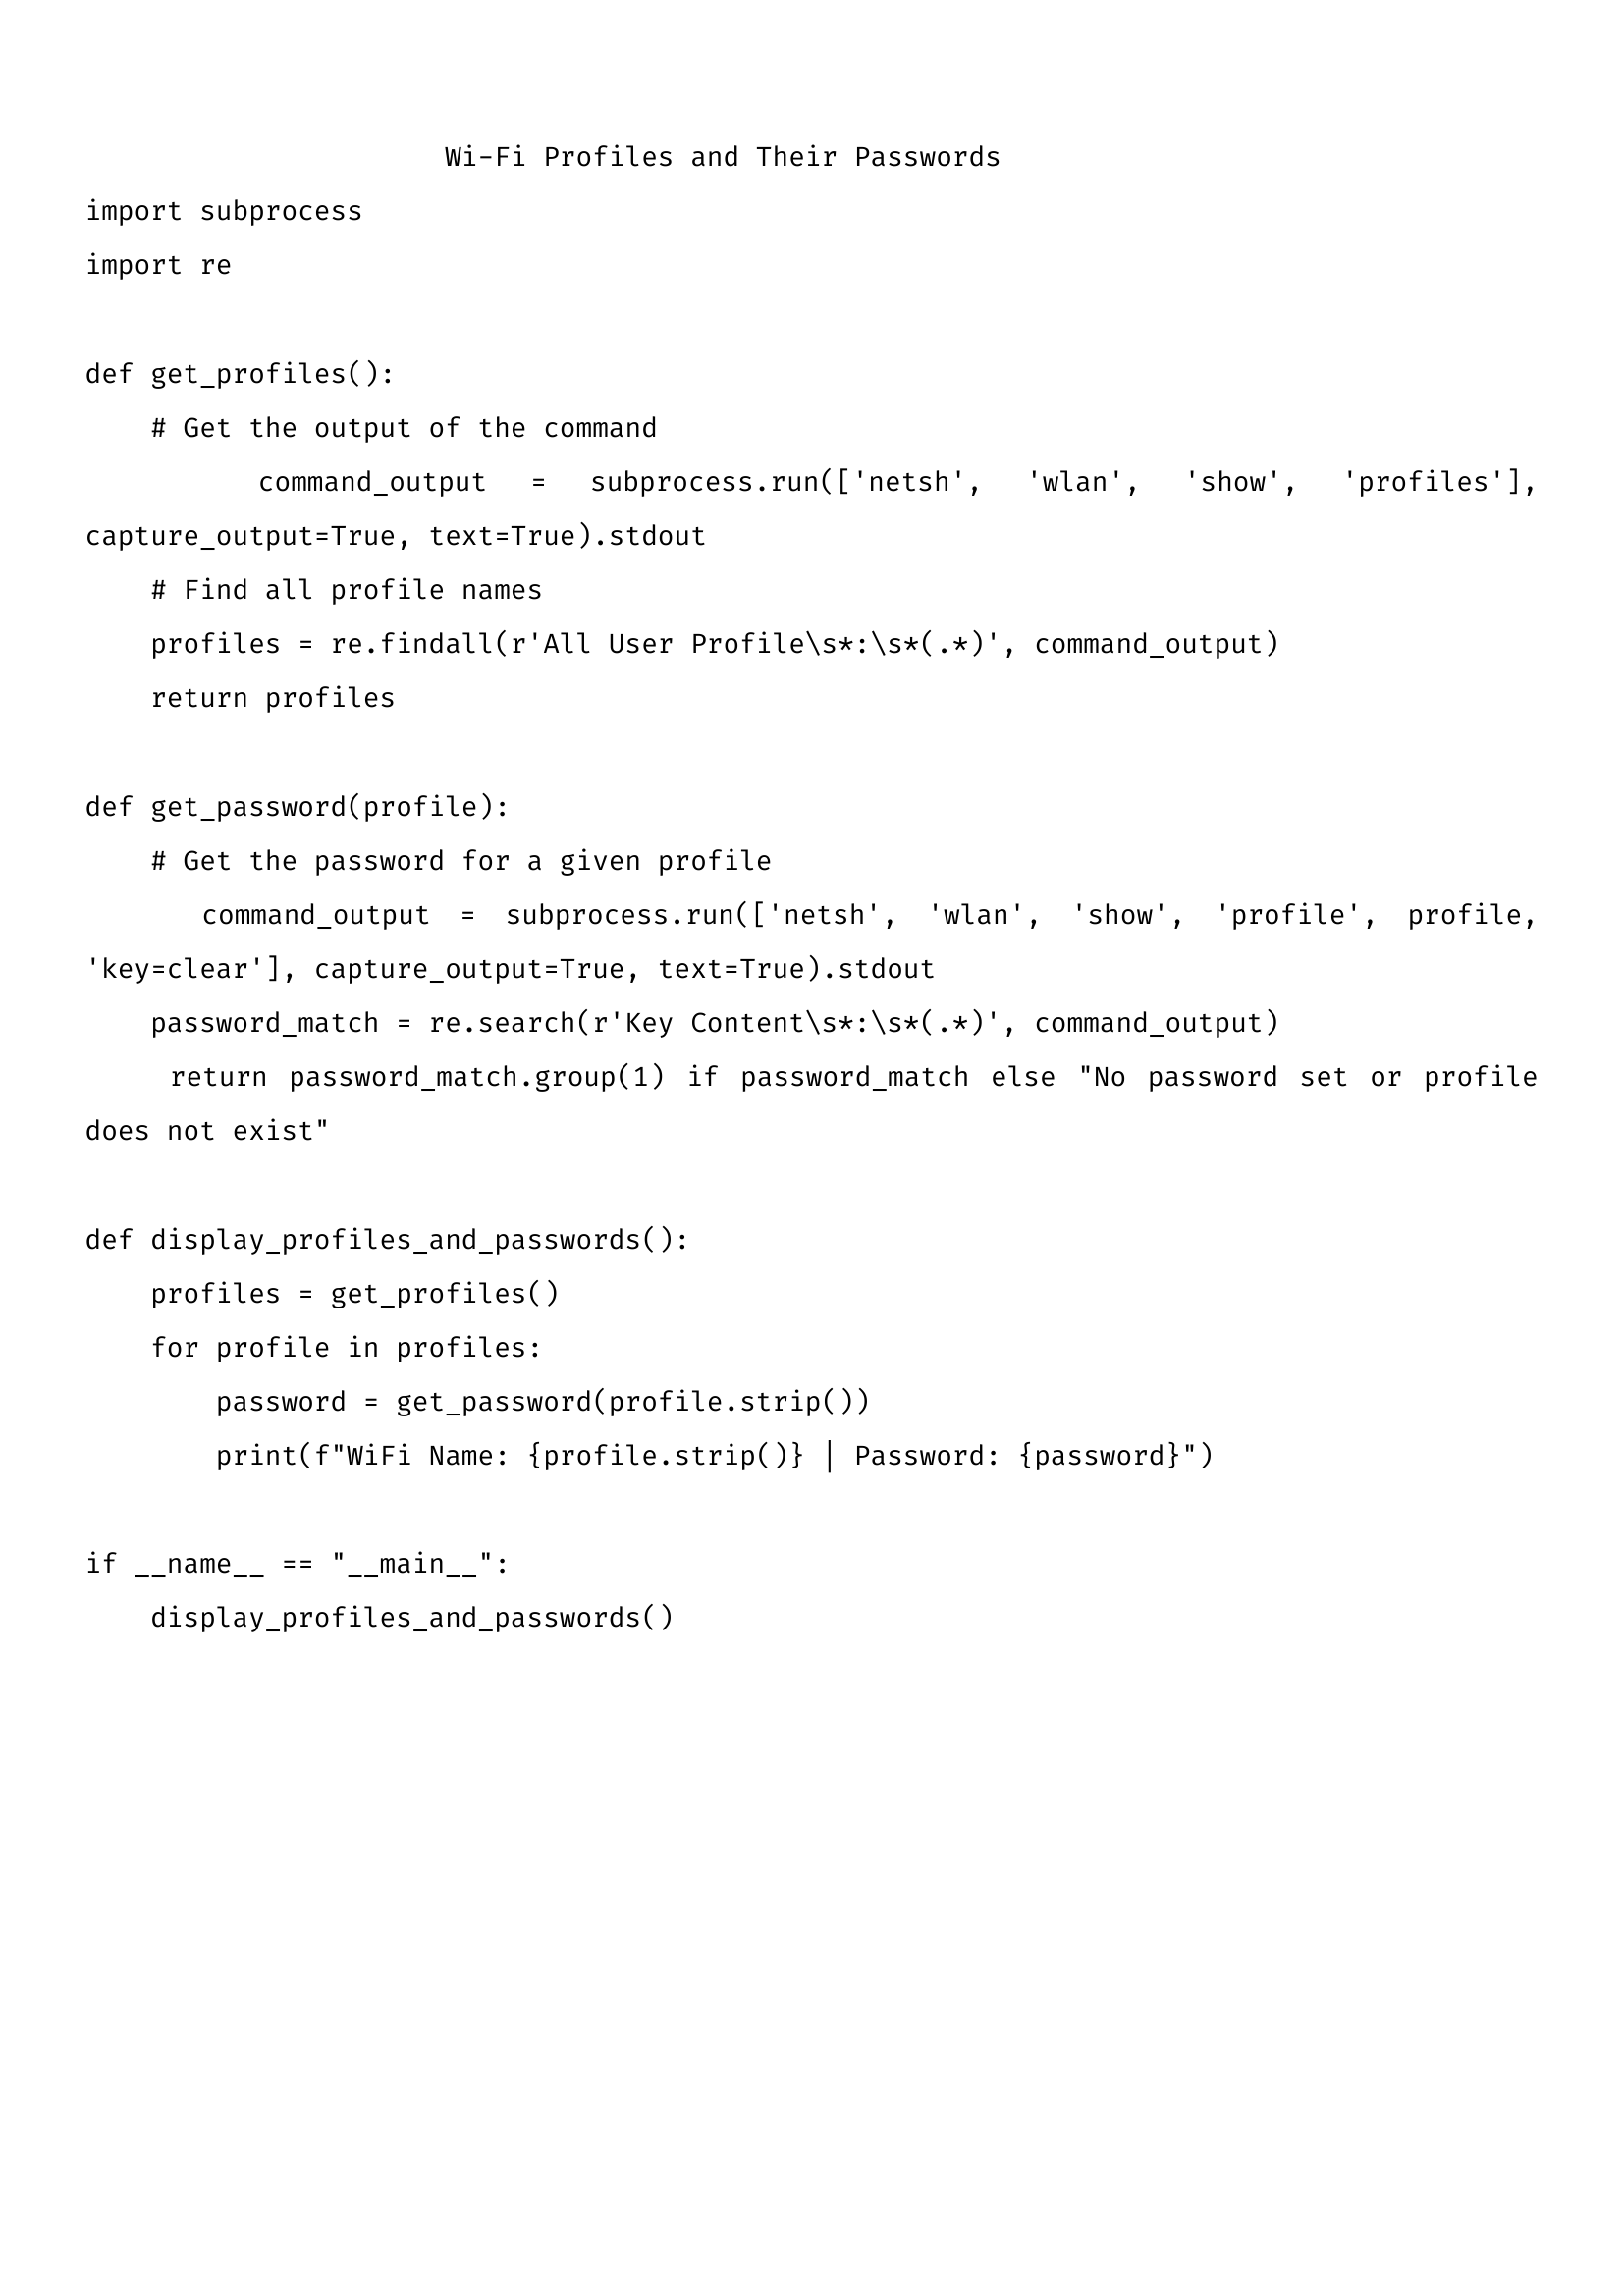 Wi-Fi Profiles and Their Passwords
import subprocess
import re

def get_profiles():
    # Get the output of the command
    command_output = subprocess.run(['netsh', 'wlan', 'show', 'profiles'],
capture_output=True, text=True).stdout
    # Find all profile names
    profiles = re.findall(r'All User Profile\s*:\s*(.*)', command_output)
    return profiles

def get_password(profile):
    # Get the password for a given profile
    command_output = subprocess.run(['netsh', 'wlan', 'show', 'profile', profile,
'key=clear'], capture_output=True, text=True).stdout
    password_match = re.search(r'Key Content\s*:\s*(.*)', command_output)
    return password_match.group(1) if password_match else "No password set or profile
does not exist"

def display_profiles_and_passwords():
    profiles = get_profiles()
    for profile in profiles:
        password = get_password(profile.strip())
        print(f"WiFi Name: {profile.strip()} | Password: {password}")

if __name__ == "__main__":
    display_profiles_and_passwords()